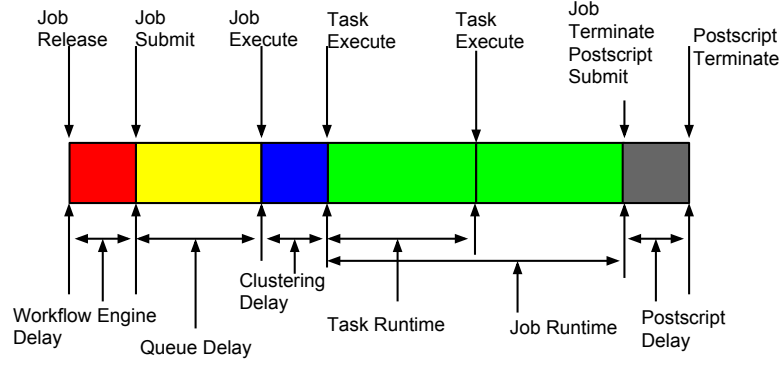 Job
Release
Job
Submit
Job
Execute
Task
Execute
Task
Execute
Job
Terminate
Postscript
Submit
Postscript
Terminate
Workflow Engine
Delay
Queue Delay
Clustering
Delay
Task Runtime
Job Runtime
Postscript
Delay